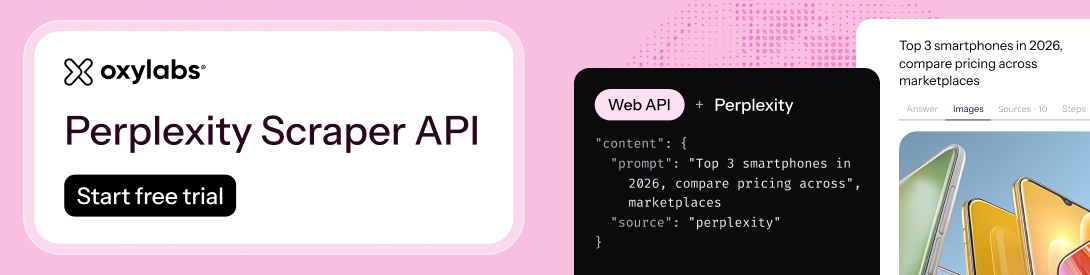 oxylabs®
Perplexity Scraper API
Start free trial
Web API + Perplexity
"content": {
"prompt": "Top 3 smartphones in
2026, compare pricing across",
marketplaces
"source": "perplexity"
}
Top 3 smartphones in 2026,
compare pricing across
marketplaces
Answer Images Sources · 10 Steps